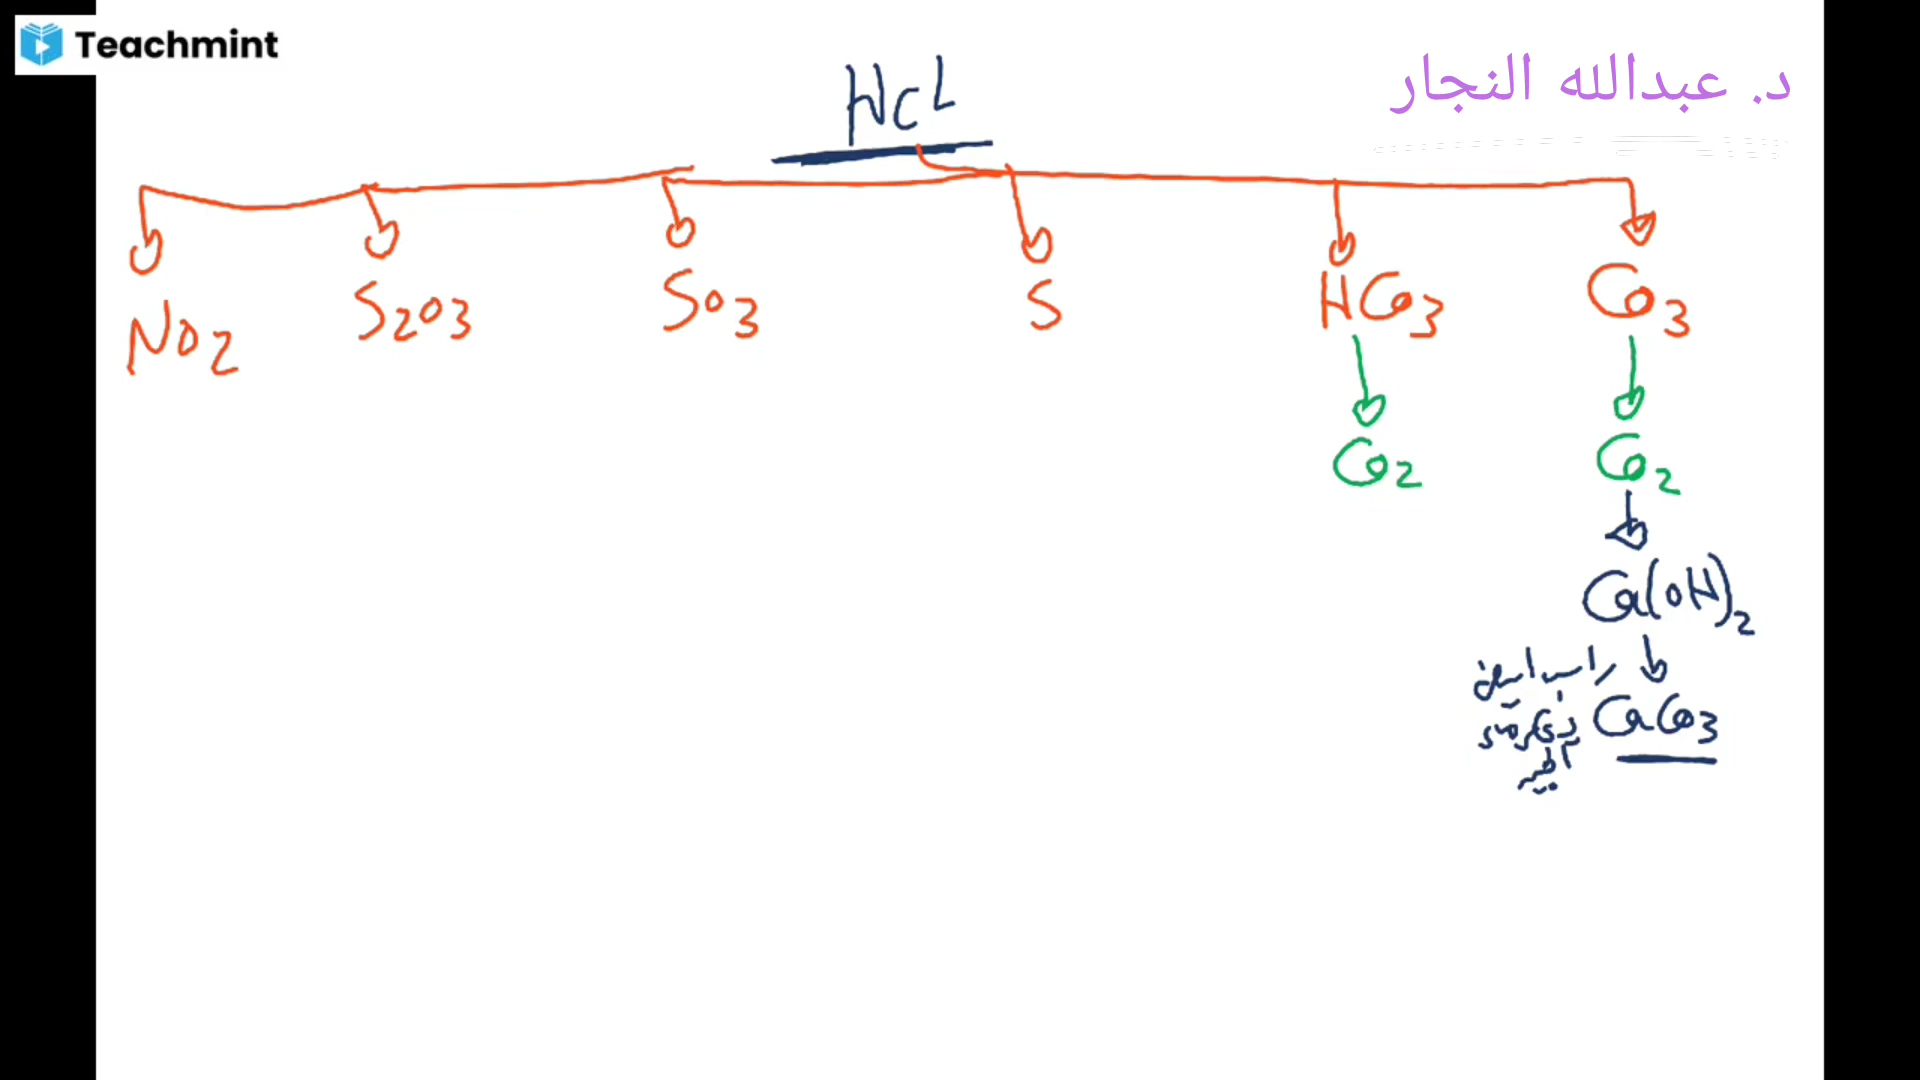 Teachmint
د. عبدالله النجار
HCL
NO2 S2O3 SO3 S HCO3 CO3
CO2 CO2
Ca(OH)2
راسب ابيض
CaCO3